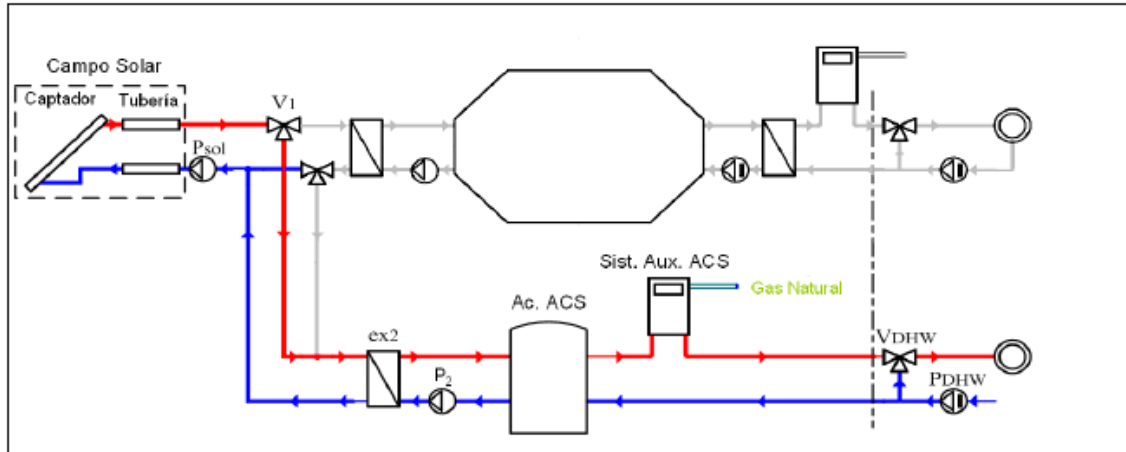 Campo Solar
Captador
Tubería
V1
Psol
Sist. Aux. ACS
Gas Natural
Ac. ACS
ex2
P2
VDHW
PDHW